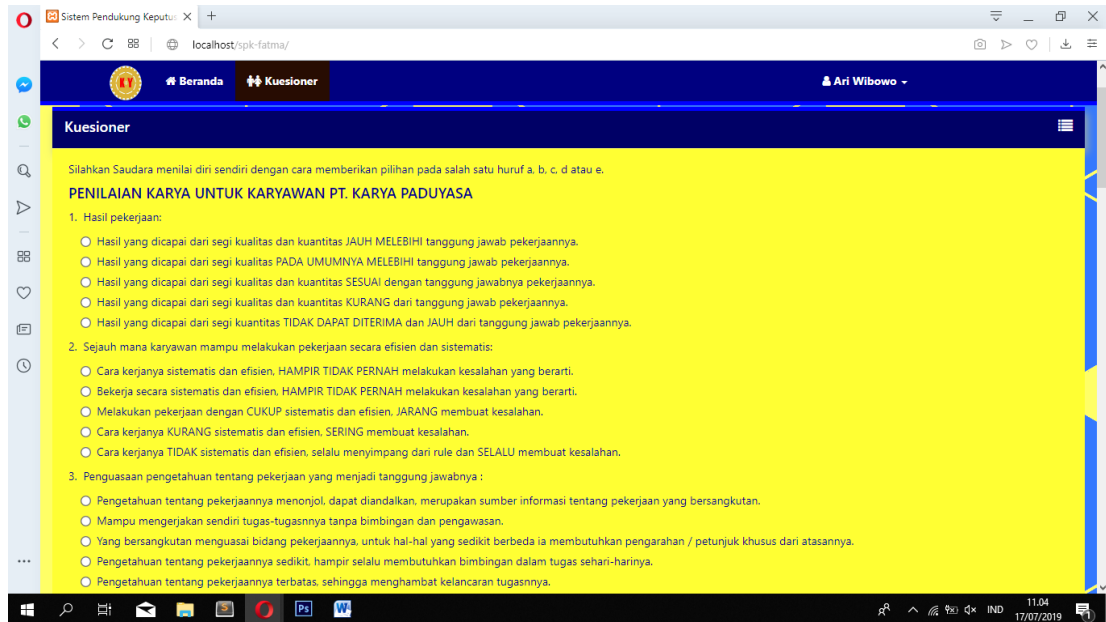 Sistem Pendukung Keputus
localhost/spk-fatma/
KY Beranda Kuesioner Ari Wibowo
Kuesioner
Silahkan Saudara menilai diri sendiri dengan cara memberikan pilihan pada salah satu huruf a, b, c, d atau e.
PENILAIAN KARYA UNTUK KARYAWAN PT. KARYA PADUYASA
1. Hasil pekerjaan:
Hasil yang dicapai dari segi kualitas dan kuantitas JAUH MELEBIHI tanggung jawab pekerjaannya.
Hasil yang dicapai dari segi kualitas PADA UMUMNYA MELEBIHI tanggung jawab pekerjaannya.
Hasil yang dicapai dari segi kualitas dan kuantitas SESUAI dengan tanggung jawabnya pekerjaannya.
Hasil yang dicapai dari segi kualitas dan kuantitas KURANG dari tanggung jawab pekerjaannya.
Hasil yang dicapai dari segi kuantitas TIDAK DAPAT DITERIMA dan JAUH dari tanggung jawab pekerjaannya.
2. Sejauh mana karyawan mampu melakukan pekerjaan secara efisien dan sistematis:
Cara kerjanya sistematis dan efisien, HAMPIR TIDAK PERNAH melakukan kesalahan yang berarti.
Bekerja secara sistematis dan efisien, HAMPIR TIDAK PERNAH melakukan kesalahan yang berarti.
Melakukan pekerjaan dengan CUKUP sistematis dan efisien, JARANG membuat kesalahan.
Cara kerjanya KURANG sistematis dan efisien, SERING membuat kesalahan.
Cara kerjanya TIDAK sistematis dan efisien, selalu menyimpang dari rule dan SELALU membuat kesalahan.
3. Penguasaan pengetahuan tentang pekerjaan yang menjadi tanggung jawabnya :
Pengetahuan tentang pekerjaannya menonjol, dapat diandalkan, merupakan sumber informasi tentang pekerjaan yang bersangkutan.
Mampu mengerjakan sendiri tugas-tugasnnya tanpa bimbingan dan pengawasan.
Yang bersangkutan menguasai bidang pekerjaannya, untuk hal-hal yang sedikit berbeda ia membutuhkan pengarahan / petunjuk khusus dari atasannya.
Pengetahuan tentang pekerjaannya sedikit, hampir selalu membutuhkan bimbingan dalam tugas sehari-harinya.
Pengetahuan tentang pekerjaannya terbatas. sehingga menghambat kelancaran tugasnnya.
S Ps W IND 11.04
17/07/2019 1